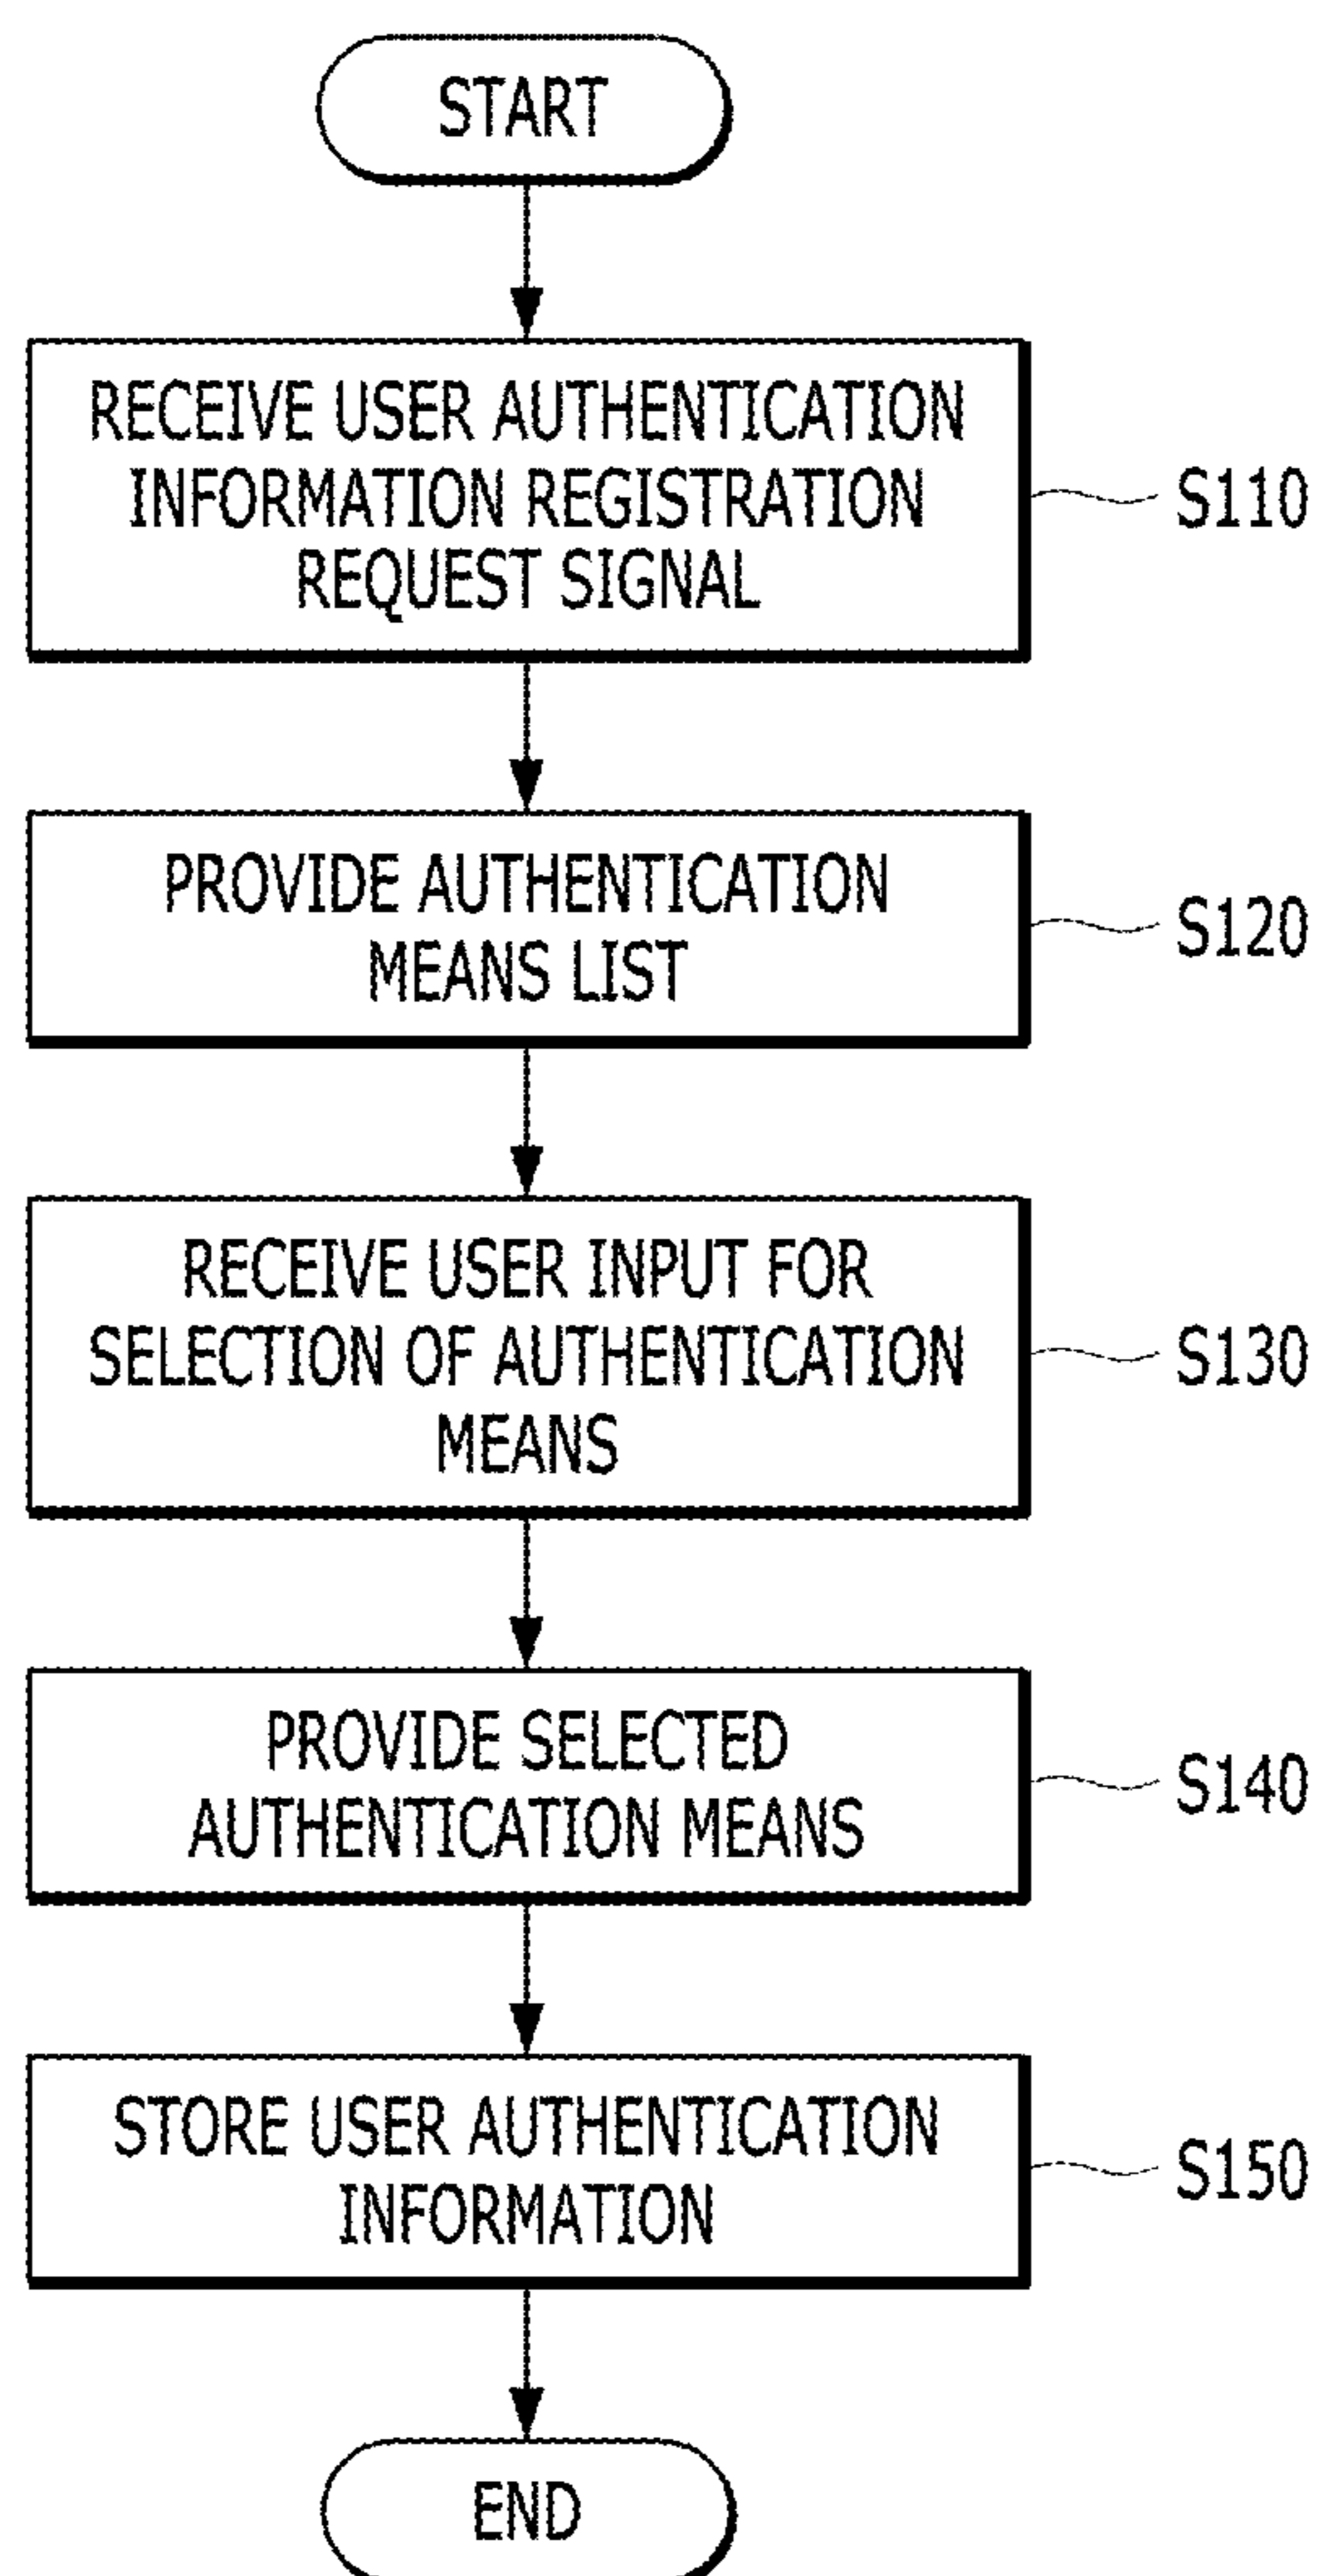 START
RECEIVE USER AUTHENTICATION
INFORMATION REGISTRATION
REQUEST SIGNAL
S110
PROVIDE AUTHENTICATION
MEANS LIST
S120
RECEIVE USER INPUT FOR
SELECTION OF AUTHENTICATION
MEANS
S130
PROVIDE SELECTED
AUTHENTICATION MEANS
S140
STORE USER AUTHENTICATION
INFORMATION
S150
END